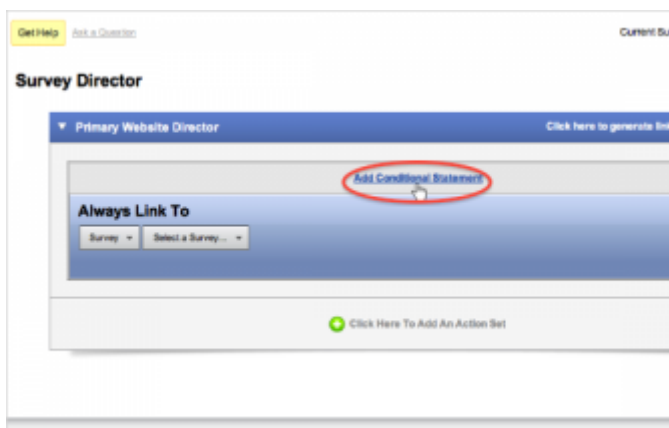 Get Help Ask a Question Current Su
Survey Director
Primary Website Director Click here to generate lin
Add Conditional Statement
Always Link To
Survey Select a Survey...
Click Here To Add An Action Set